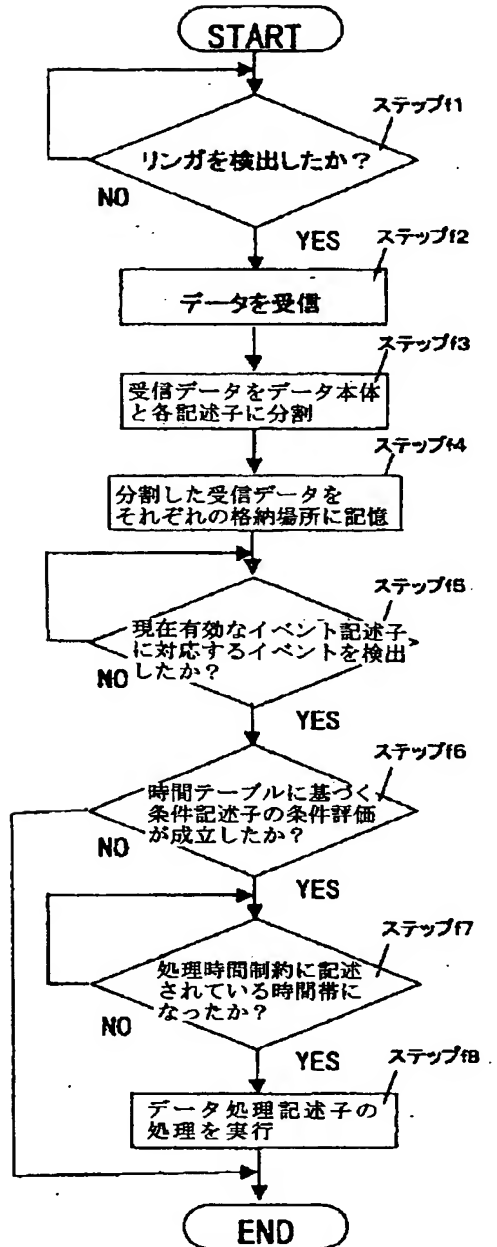 START
ステップf1
リンガを検出したか？
NO
YES
ステップf2
データを受信
ステップf3
受信データをデータ本体
と各記述子に分割
ステップf4
分割した受信データを
それぞれの格納場所に記憶
ステップf5
現在有効なイベント記述子
に対応するイベントを検出
したか？
NO
YES
ステップf6
時間テーブルに基づく
条件記述子の条件評価
が成立したか？
NO
YES
ステップf7
処理時間制約に記述
されている時間帯に
なったか？
NO
YES
ステップf8
データ処理記述子の
処理を実行
END